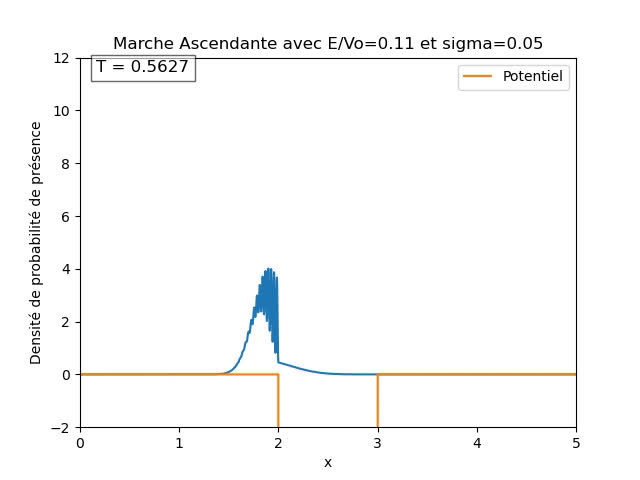 Marche Ascendante avec E/Vo=0.11 et sigma=0.05
T = 0.5627
Potentiel
Densité de probabilité de présence
12
10
8
6
4
2
0
−2
0 1 2 3 4 5
x